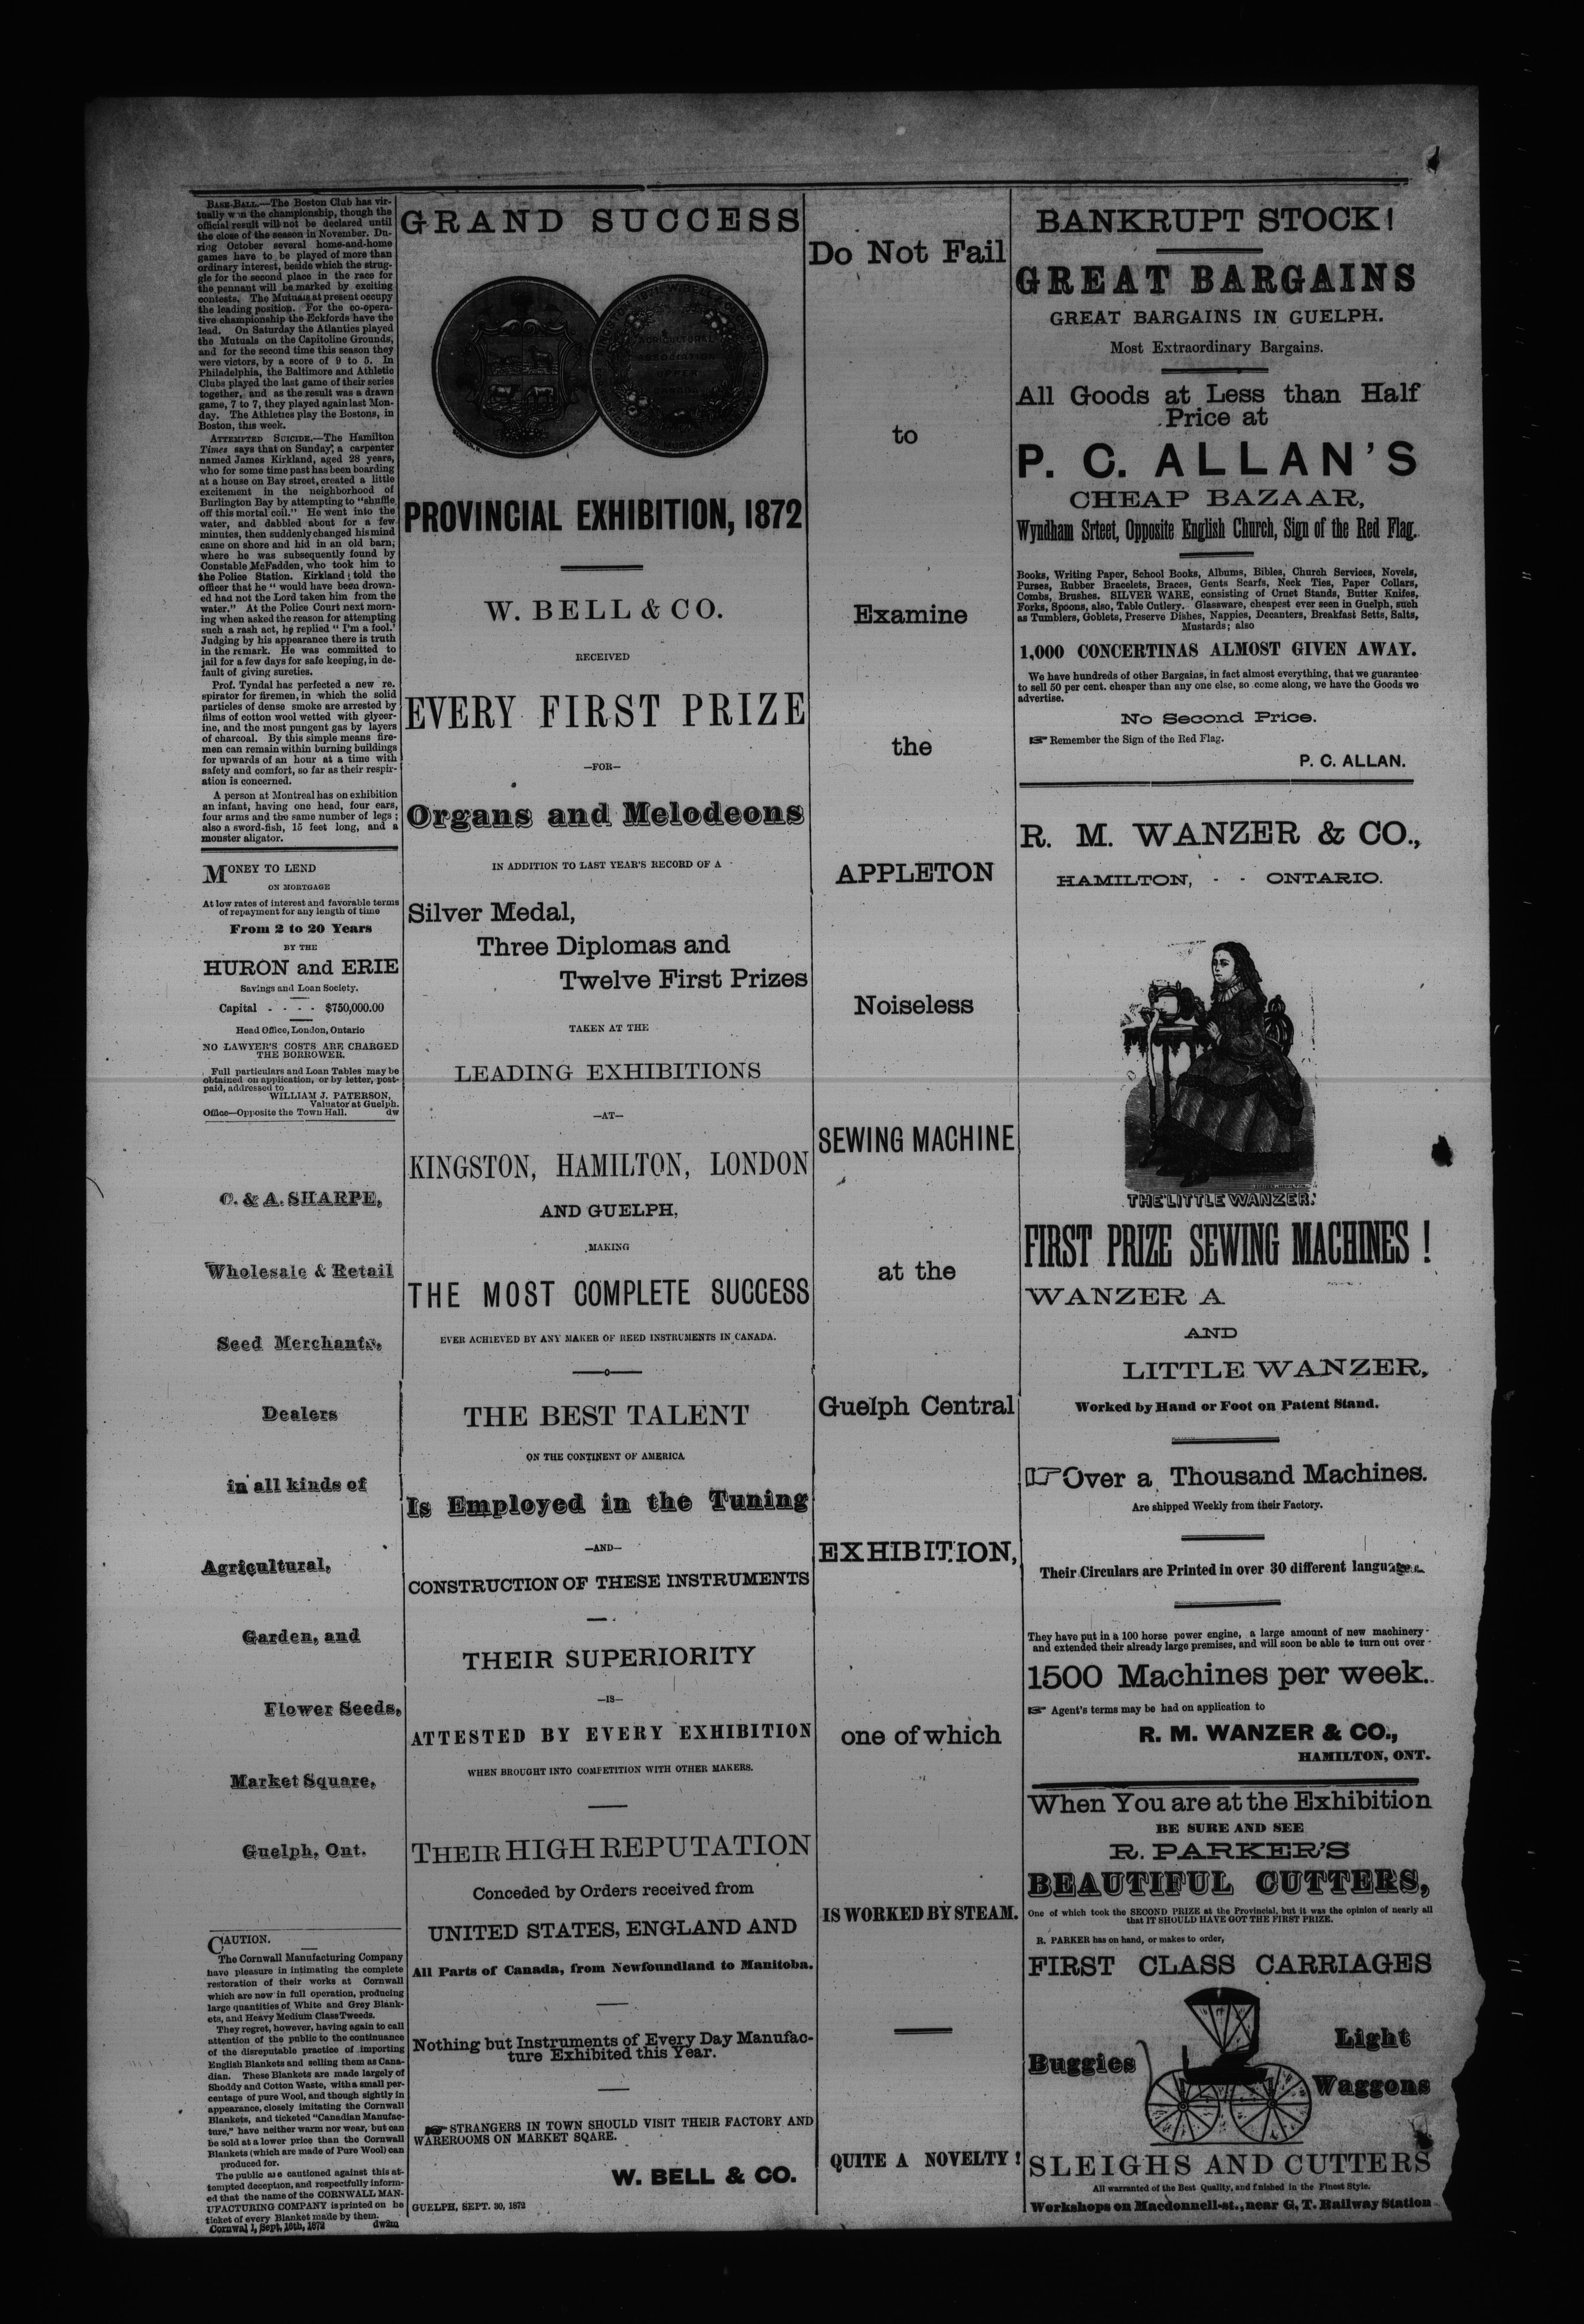 BASE-BALL.—The Boston Club has vir-
tually won the championship, though the
official result will not be declared until
the close of the season in November. Du-
ring October several home-and-home
games have to be played of more than
ordinary interest, beside which the strug-
gle for the second place in the race for
the pennant will be marked by exciting
contests. The Mutuals at present occupy
the leading position. For the co-opera-
tive championship the Eckfords have the
lead. On Saturday the Atlantics played
the Mutuals on the Capitoline Grounds,
and for the second time this season they
were victors, by a score of 9 to 5. In
Philadelphia, the Baltimore and Athletic
Clubs played the last game of their series
together, and as the result was a drawn
game, 7 to 7, they played again last Mon-
day. The Athletics play the Bostons, in
Boston, this week.
ATTEMPTED SUICIDE.—The Hamilton
Times says that on Sunday, a carpenter
named James Kirkland, aged 28 years,
who for some time past has been boarding
at a house on Bay street, created a little
excitement in the neighborhood of
Burlington Bay by attempting to "shuffle
off this mortal coil." He went into the
water, and dabbled about for a few
minutes, then suddenly changed his mind
came on shore and hid in an old barn,
where he was subsequently found by
Constable McFadden, who took him to
the Police Station. Kirkland told the
officer that he "would have been drown-
ed had not the Lord taken him from the
water." At the Police Court next morn-
ing when asked the reason for attempting
such a rash act, he replied "I'm a fool.'
Judging by his appearance there is truth
in the remark. He was committed to
jail for a few days for safe keeping, in de-
fault of giving sureties.
Prof. Tyndal has perfected a new re.
spirator for firemen, in which the solid
particles of dense smoke are arrested by
films of cotton wool wetted with glycer-
ine, and the most pungent gas by layers
of charcoal. By this simple means fire-
men can remain within burning buildings
for upwards of an hour at a time with
safety and comfort, so far as their respir-
ation is concerned.
A person at Montreal has on exhibition
an infant, having one head, four ears,
four arms and the same number of legs;
also a sword-fish, 15 feet long, and a
monster aligator.
MONEY TO LEND
ON MORTGAGE
At low rates of interest and favorable terms
of repayment for any length of time
From 2 to 20 Years
BY THE
HURON and ERIE
Savings and Loan Society.
Capital - - - - $750,000.00
Head Office, London, Ontario
NO LAWYER'S COSTS ARE CHARGED
THE BORROWER.
Full particulars and Loan Tables may be
obtained on application, or by letter, post-
paid, addressed to
WILLIAM J. PATERSON,
Valuator at Guelph.
Office—Opposite the Town Hall. dw
C. & A. SHARPE,
Wholesale & Retail
Seed Merchants,
Dealers
in all kinds of
Agricultural,
Garden, and
Flower Seeds,
Market Square,
Guelph, Ont.
CAUTION.
The Cornwall Manufacturing Company
have pleasure in intimating the complete
restoration of their works at Cornwall
which are now in full operation, producing
large quantities of White and Grey Blank-
ets, and Heavy Medium Class Tweeds.
They regret, however, having again to call
attention of the public to the continuance
of the disreputable practice of importing
English Blankets and selling them as Cana-
dian. These Blankets are made largely of
Shoddy and Cotton Waste, with a small per-
centage of pure Wool, and though sightly in
appearance, closely imitating the Cornwall
Blankets, and ticketed "Canadian Manufac-
ture," have neither warm nor wear, but can
be sold at a lower price than the Cornwall
Blankets (which are made of Pure Wool) can
produced for.
The public are cautioned against this at-
tempted deception, and respectfully inform-
ed that the name of the CORNWALL MAN-
UFACTURING COMPANY is printed on be
ticket of every Blanket made by them.
Cornwal l, Sept. 16th, 1872 dw2m
GRAND SUCCESS
AGRICULTURAL
ASSOCIATION
UPPER
PROVINCIAL EXHIBITION, 1872
W. BELL & CO.
RECEIVED
EVERY FIRST PRIZE
—FOR—
Organs and Melodeons
IN ADDITION TO LAST YEAR'S RECORD OF A
Silver Medal,
Three Diplomas and
Twelve First Prizes
TAKEN AT THE
LEADING EXHIBITIONS
—AT—
KINGSTON, HAMILTON, LONDON
AND GUELPH,
MAKING
THE MOST COMPLETE SUCCESS
EVER ACHIEVED BY ANY MAKER OF REED INSTRUMENTS IN CANADA.
THE BEST TALENT
ON THE CONTINENT OF AMERICA
Is Employed in the Tuning
—AND—
CONSTRUCTION OF THESE INSTRUMENTS
THEIR SUPERIORITY
—IS—
ATTESTED BY EVERY EXHIBITION
WHEN BROUGHT INTO COMPETITION WITH OTHER MAKERS.
THEIR HIGH REPUTATION
Conceded by Orders received from
UNITED STATES, ENGLAND AND
All Parts of Canada, from Newfoundland to Manitoba.
Nothing but Instruments of Every Day Manufac-
ture Exhibited this Year.
☛ STRANGERS IN TOWN SHOULD VISIT THEIR FACTORY AND
WAREROOMS ON MARKET SQARE.
W. BELL & CO.
GUELPH, SEPT. 30, 1872
Do Not Fail
to
Examine
the
APPLETON
Noiseless
SEWING MACHINE
at the
Guelph Central
EXHIBITION,
one of which
IS WORKED BY STEAM.
QUITE A NOVELTY!
BANKRUPT STOCK!
GREAT BARGAINS
GREAT BARGAINS IN GUELPH.
Most Extraordinary Bargains.
All Goods at Less than Half
Price at
P. C. ALLAN'S
CHEAP BAZAAR,
Wyndham Srteet, Opposite English Church, Sign of the Red Flag.
Books, Writing Paper, School Books, Albums, Bibles, Church Services, Novels,
Purses, Rubber Bracelets, Braces, Gents Scarfs, Neck Ties, Paper Collars,
Combs, Brushes. SILVER WARE, consisting of Cruet Stands, Butter Knifes,
Forks, Spoons, also, Table Cutlery. Glassware, cheapest ever seen in Guelph, such
as Tumblers, Goblets, Preserve Dishes, Nappies, Decanters, Breakfast Setts, Salts,
Mustards; also
1,000 CONCERTINAS ALMOST GIVEN AWAY.
We have hundreds of other Bargains, in fact almost everything, that we guarantee
to sell 50 per cent. cheaper than any one else, so come along, we have the Goods we
advertise.
No Second Price.
☞ Remember the Sign of the Red Flag.
P. C. ALLAN.
R. M. WANZER & CO.,
HAMILTON, - - ONTARIO.
THE LITTLE WANZER.
FIRST PRIZE SEWING MACHINES!
WANZER A
AND
LITTLE WANZER,
Worked by Hand or Foot on Patent Stand.
☞ Over a Thousand Machines.
Are shipped Weekly from their Factory.
Their Circulars are Printed in over 30 different languages.
They have put in a 100 horse power engine, a large amount of new machinery
and extended their already large premises, and will soon be able to turn out over
1500 Machines per week.
☞ Agent's terms may be had on application to
R. M. WANZER & CO.,
HAMILTON, ONT.
When You are at the Exhibition
BE SURE AND SEE
R. PARKER'S
BEAUTIFUL CUTTERS,
One of which took the SECOND PRIZE at the Provincial, but it was the opinion of nearly all
that IT SHOULD HAVE GOT THE FIRST PRIZE.
R. PARKER has on hand, or makes to order,
FIRST CLASS CARRIAGES
Light
Buggies
Waggons
SLEIGHS AND CUTTERS
All warranted of the Best Quality, and finished in the Finest Style.
Workshops on Macdonnell-st., near G. T. Railway Station